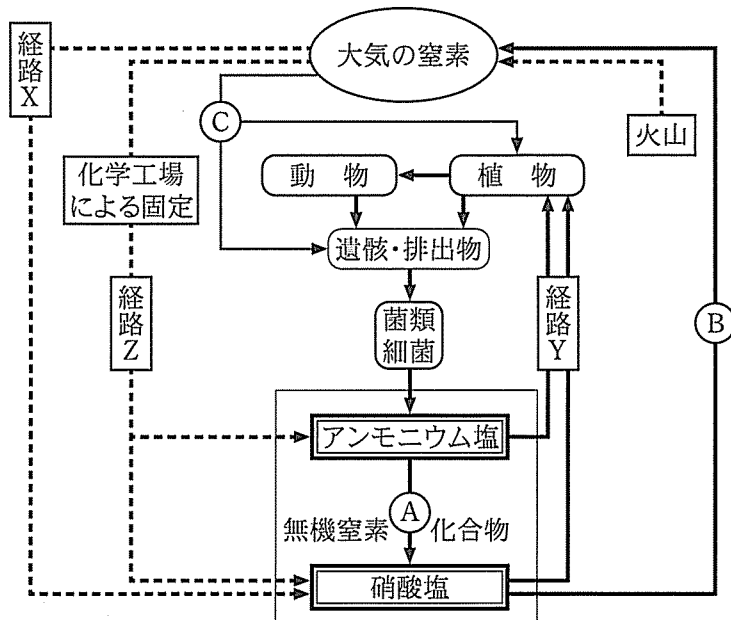 経路X
大気の窒素
C
火山
化学工場
による固定
動 物
植 物
遺骸・排出物
経路Z
菌類
細菌
経路Y
B
アンモニウム塩
A
無機窒素 化合物
硝酸塩